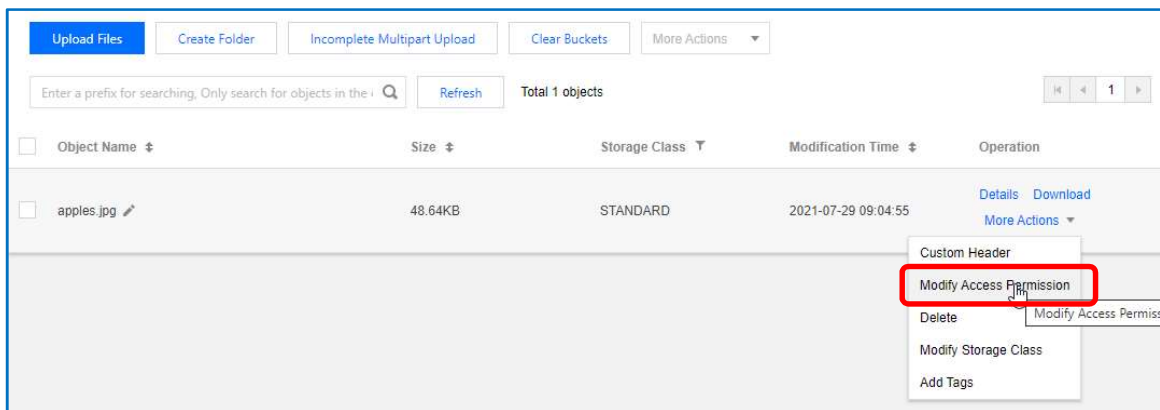 Upload Files Create Folder Incomplete Multipart Upload Clear Buckets More Actions
Enter a prefix for searching, Only search for objects in the Refresh Total 1 objects 1
Object Name Size Storage Class Modification Time Operation
apples.jpg 48.64KB STANDARD 2021-07-29 09:04:55 Details Download
More Actions
Custom Header
Modify Access Permission
Delete Modify Access Permiss
Modify Storage Class
Add Tags